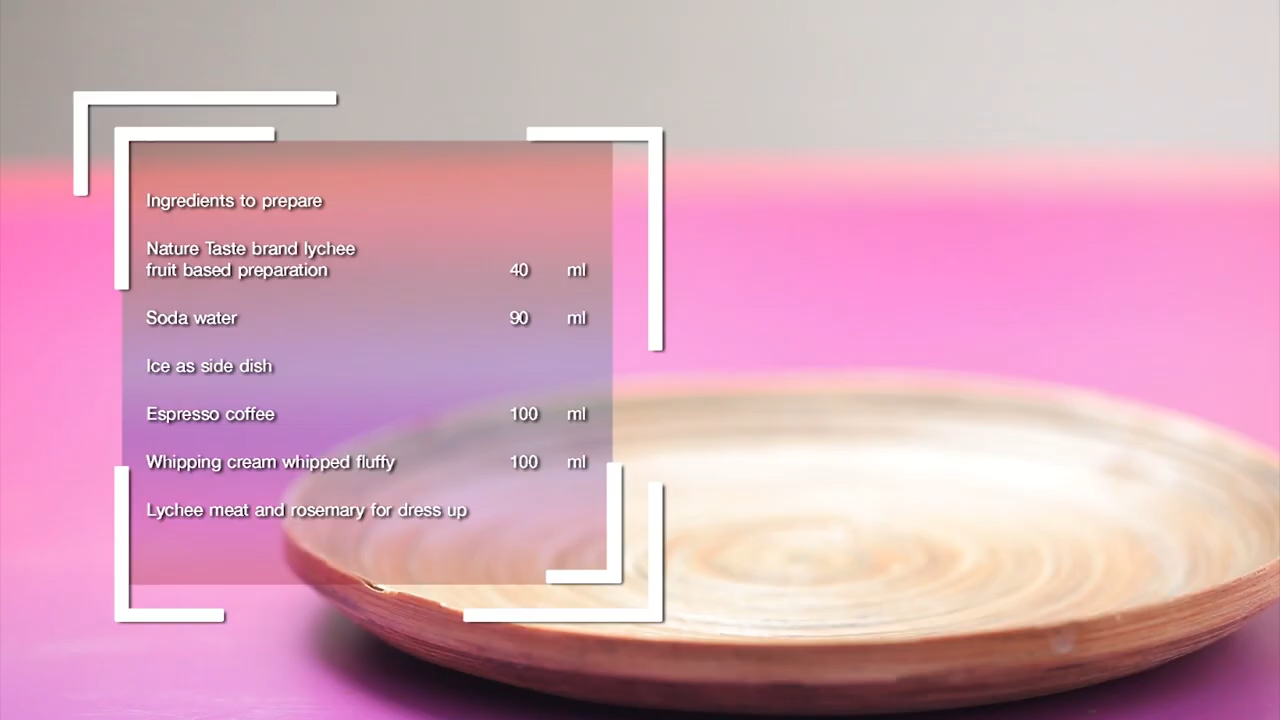 Ingredients to prepare
Nature Taste brand lychee
fruit based preparation 40 ml
Soda water 90 ml
Ice as side dish
Espresso coffee 100 ml
Whipping cream whipped fluffy 100 ml
Lychee meat and rosemary for dress up